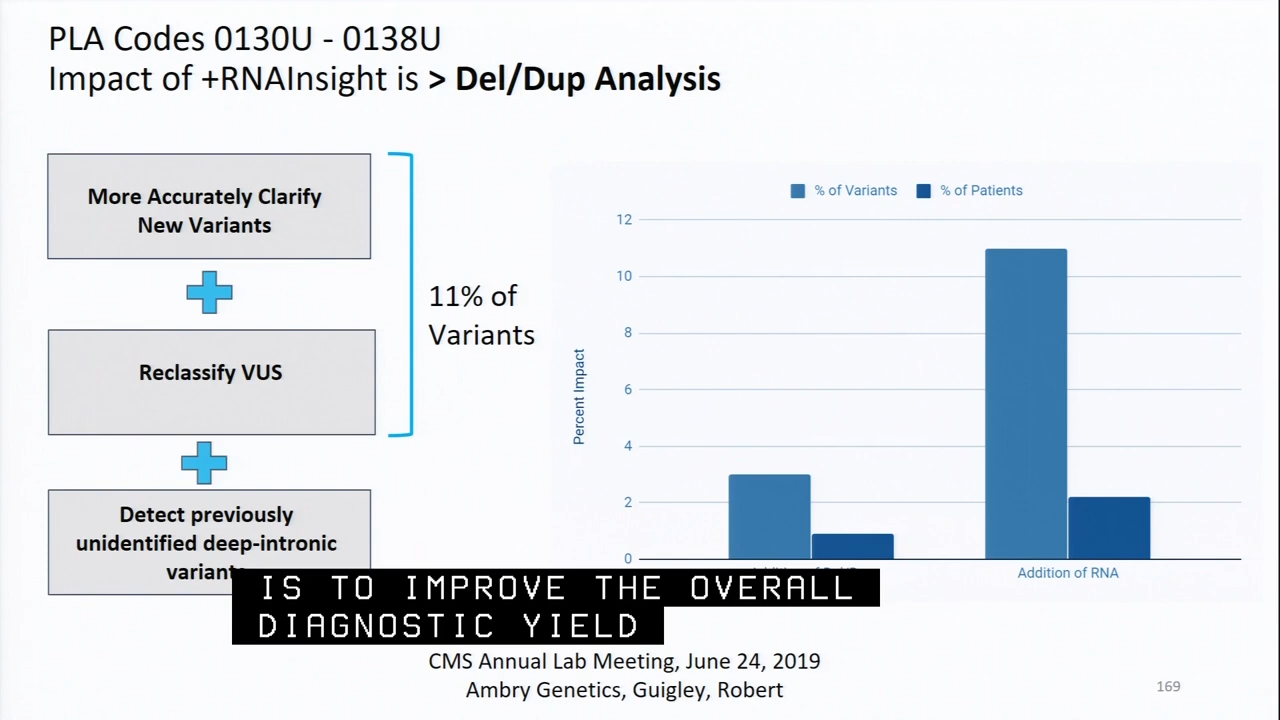 PLA Codes 0130U - 0138U
Impact of +RNAInsight is > Del/Dup Analysis
More Accurately Clarify
New Variants
11% of
Variants
Reclassify VUS
Detect previously
unidentified deep-intronic
variants
% of Variants
% of Patients
Percent Impact
12
10
8
6
4
2
0
Addition of
Addition of RNA
IS TO IMPROVE THE OVERALL
DIAGNOSTIC YIELD
CMS Annual Lab Meeting, June 24, 2019
Ambry Genetics, Guigley, Robert
169